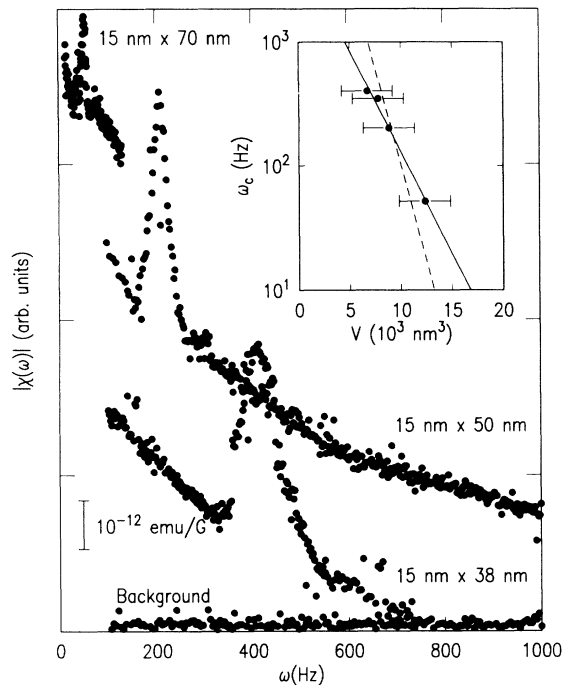 15 nm x 70 nm
10³
10²
10¹
ω_c (Hz)
0 5 10 15 20
V (10³ nm³)
|χ(ω)| (arb. units)
15 nm x 50 nm
10⁻¹² emu/G
15 nm x 38 nm
Background
0 200 400 600 800 1000
ω(Hz)